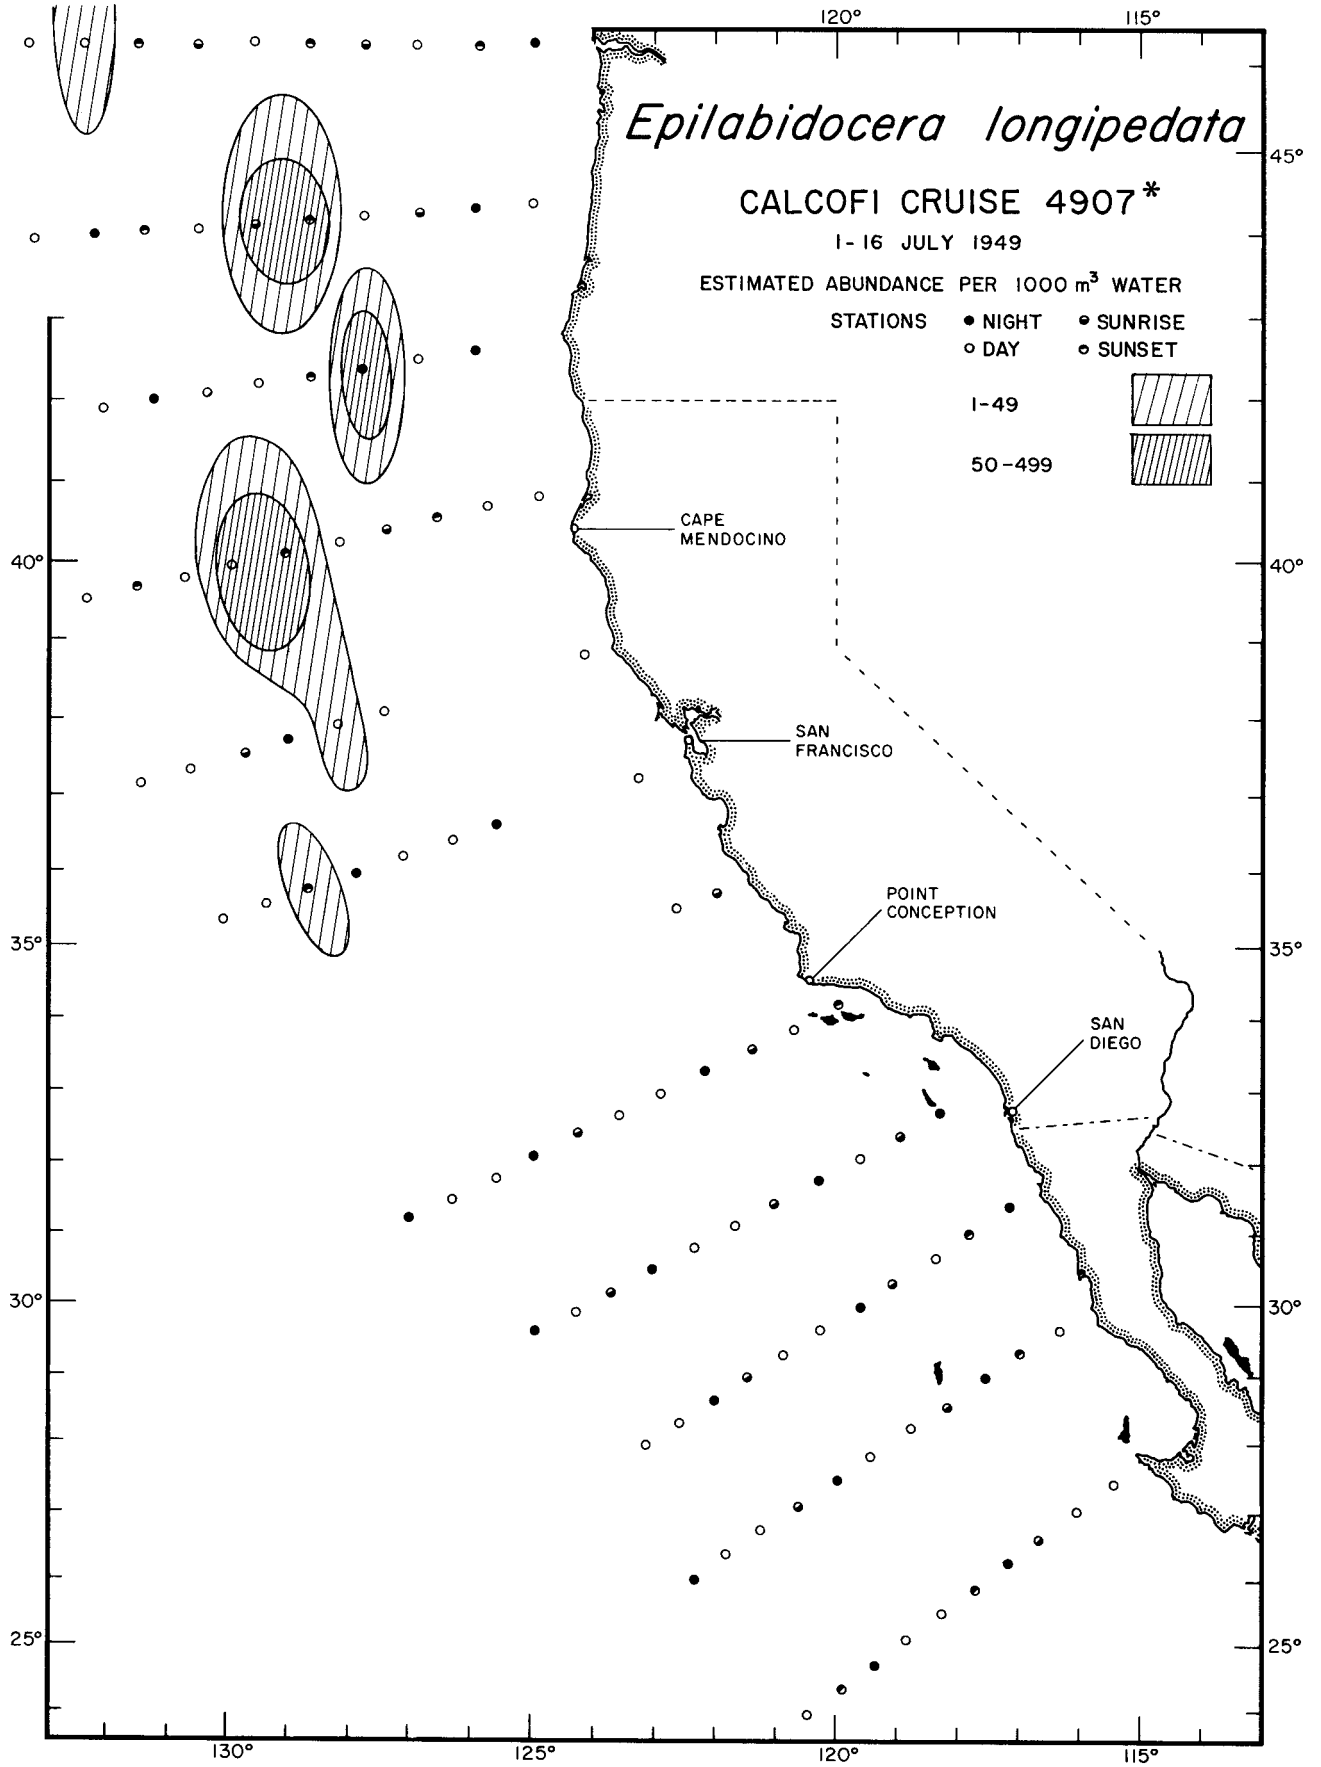 120° 115°
Epilabidocera longipedata
45°
CALCOFI CRUISE 4907*
1-16 JULY 1949
ESTIMATED ABUNDANCE PER 1000 m³ WATER
STATIONS ● NIGHT ◓ SUNRISE
○ DAY ◓ SUNSET
1-49
50-499
CAPE
MENDOCINO
40° 40°
SAN
FRANCISCO
POINT
CONCEPTION
35° 35°
SAN
DIEGO
30° 30°
25° 25°
130° 125° 120° 115°